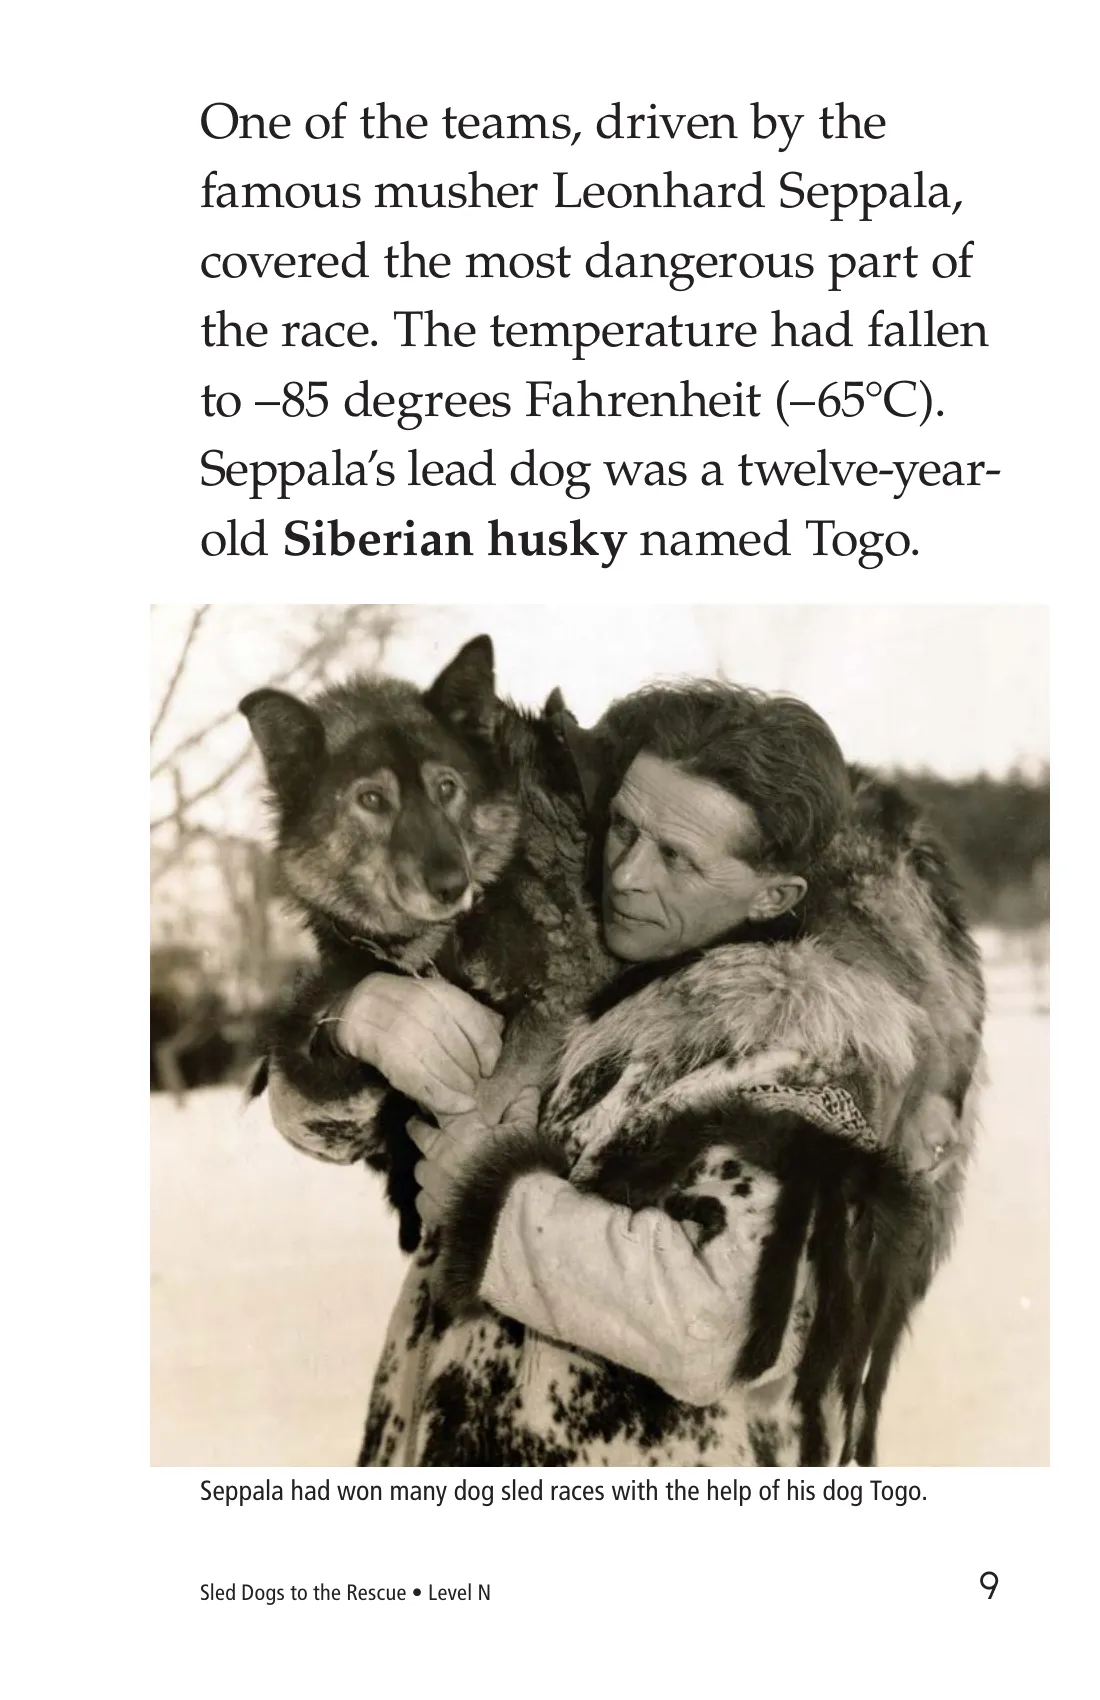 One of the teams, driven by the
famous musher Leonhard Seppala,
covered the most dangerous part of
the race. The temperature had fallen
to –85 degrees Fahrenheit (–65°C).
Seppala’s lead dog was a twelve-year-
old Siberian husky named Togo.
Seppala had won many dog sled races with the help of his dog Togo.
Sled Dogs to the Rescue • Level N
9